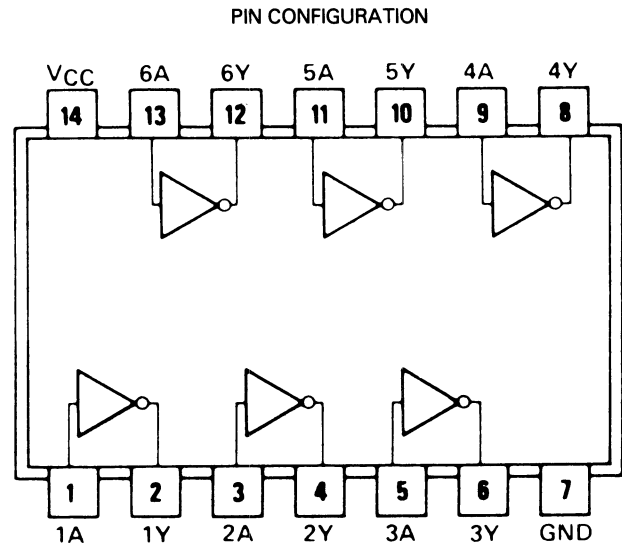 PIN CONFIGURATION
VCC 6A 6Y 5A 5Y 4A 4Y
14 13 12 11 10 9 8
1 2 3 4 5 6 7
1A 1Y 2A 2Y 3A 3Y GND